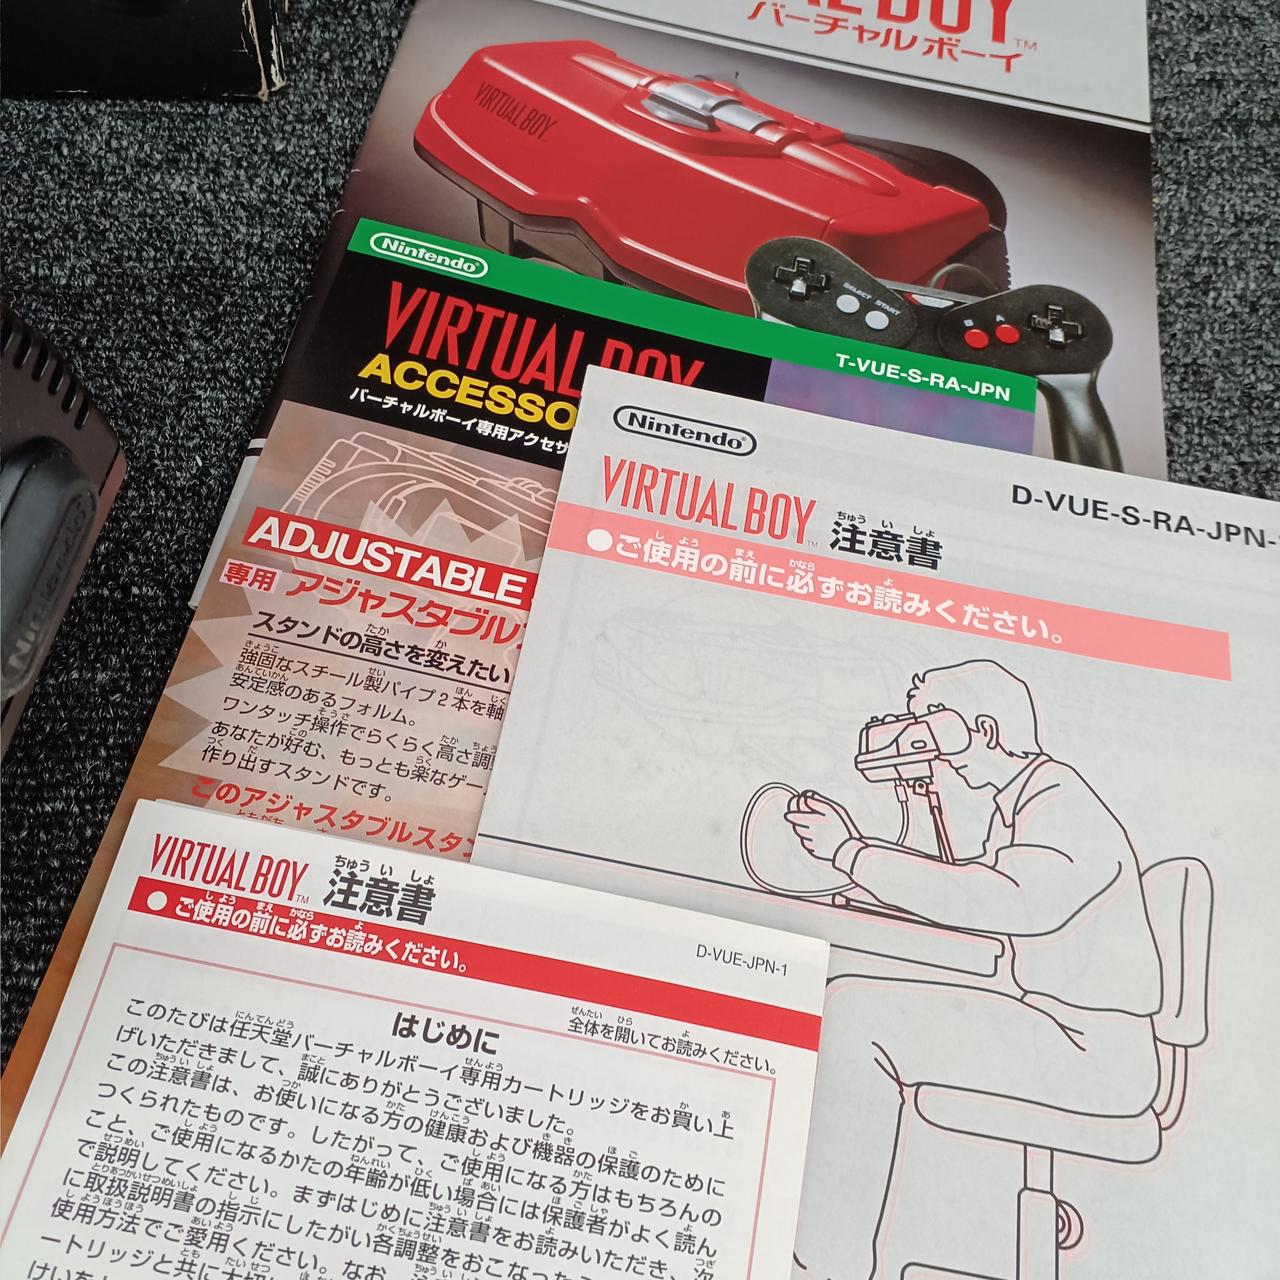 BOY™
バーチャルボーイ
VIRTUAL BOY
SELECT START
B A
Nintendo®
T-VUE-S-RA-JPN
VIRTUAL BOY
ACCESSO
バーチャルボーイ専用アクセサ
ADJUSTABLE
専用 アジャスタブル
スタンドの高さを変えたい
強固なスチール製パイプ2本を軸
安定感のあるフォルム。
ワンタッチ操作でらくらく高さ調
あなたが好む、もっとも楽なゲー
作り出すスタンドです。
このアジャスタブルスタン
Nintendo®
D-VUE-S-RA-JPN-
VIRTUAL BOY™ 注意書
●ご使用の前に必ずお読みください。
VIRTUAL BOY™ 注意書
●ご使用の前に必ずお読みください。
D-VUE-JPN-1
はじめに
全体を開いてお読みください。
このたびは任天堂バーチャルボーイ専用カートリッジをお買い上
げいただきまして、誠にありがとうございました。
この注意書は、お使いになる方の健康および機器の保護のために
つくられたものです。したがって、ご使用になる方はもちろんの
こと、ご使用になるかたの年齢が低い場合には保護者がよく読ん
で説明してください。まずはじめに注意書をお読みいただき、次
に取扱説明書の指示にしたがい各調整をおこなった
使用方法でご愛用ください。なお、
ートリッジと共に大切に